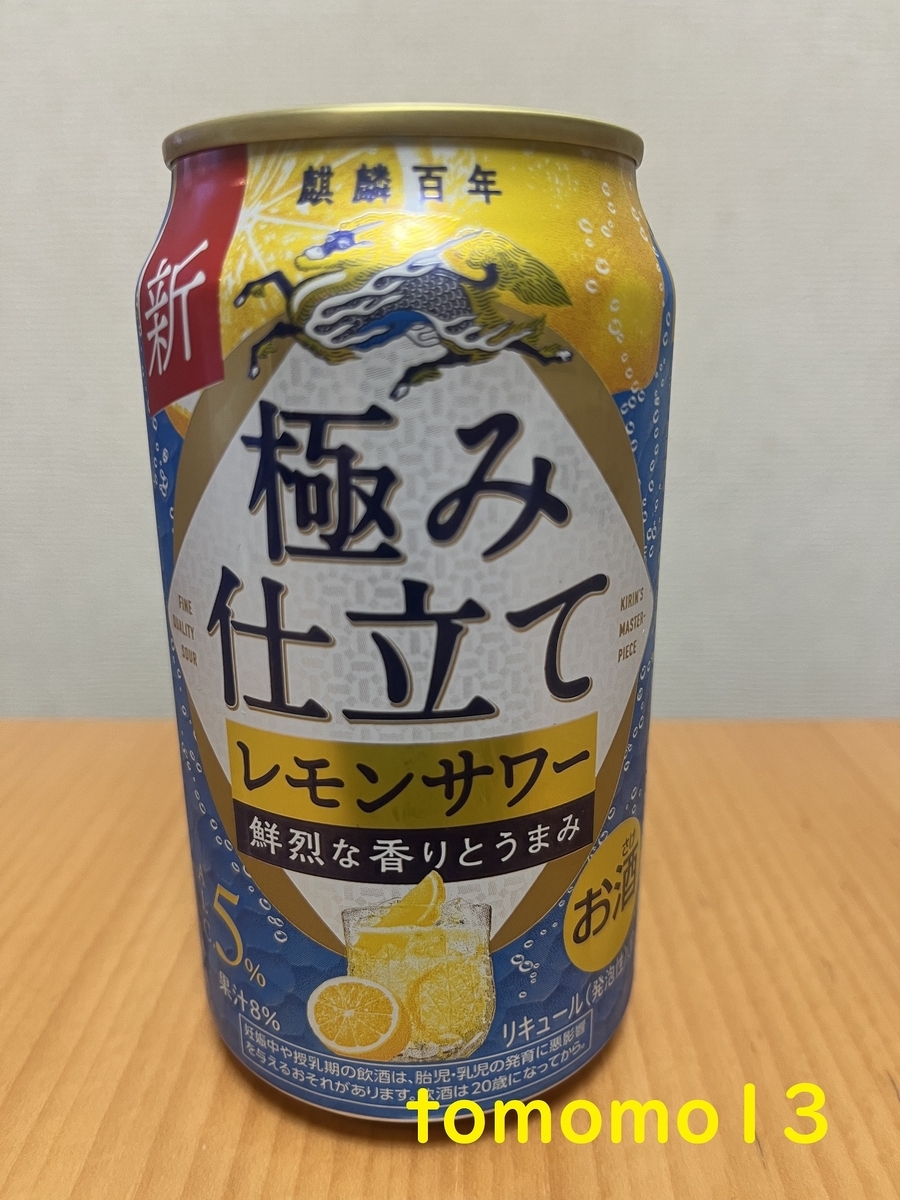 麒麟百年
新
極み
仕立て
FINE
QUALITY
SOUR
KIRIN'S
MASTER-
PIECE
レモンサワー
鮮烈な香りとうまみ
さけ
お酒
5%
果汁8%
リキュール(発泡性)
妊娠中や授乳期の飲酒は、胎児・乳児の発育に悪影響
を与えるおそれがあります。飲酒は20歳になってから。
tomomo13